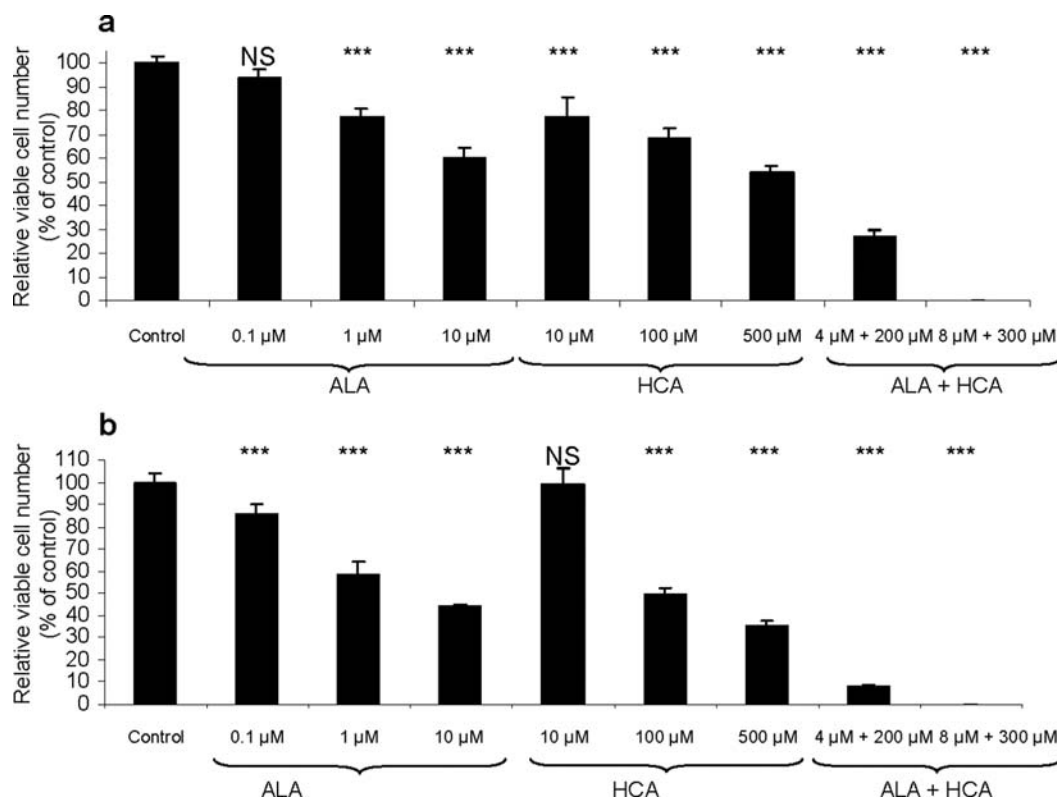 a
NS *** *** *** *** *** *** ***
Relative viable cell number
(% of control)
100
90
80
70
60
50
40
30
20
10
0
Control 0.1 µM 1 µM 10 µM 10 µM 100 µM 500 µM 4 µM + 200 µM 8 µM + 300 µM
ALA HCA ALA + HCA
b
*** *** *** NS *** *** *** ***
Relative viable cell number
(% of control)
110
100
90
80
70
60
50
40
30
20
10
0
Control 0.1 µM 1 µM 10 µM 10 µM 100 µM 500 µM 4 µM + 200 µM 8 µM + 300 µM
ALA HCA ALA + HCA